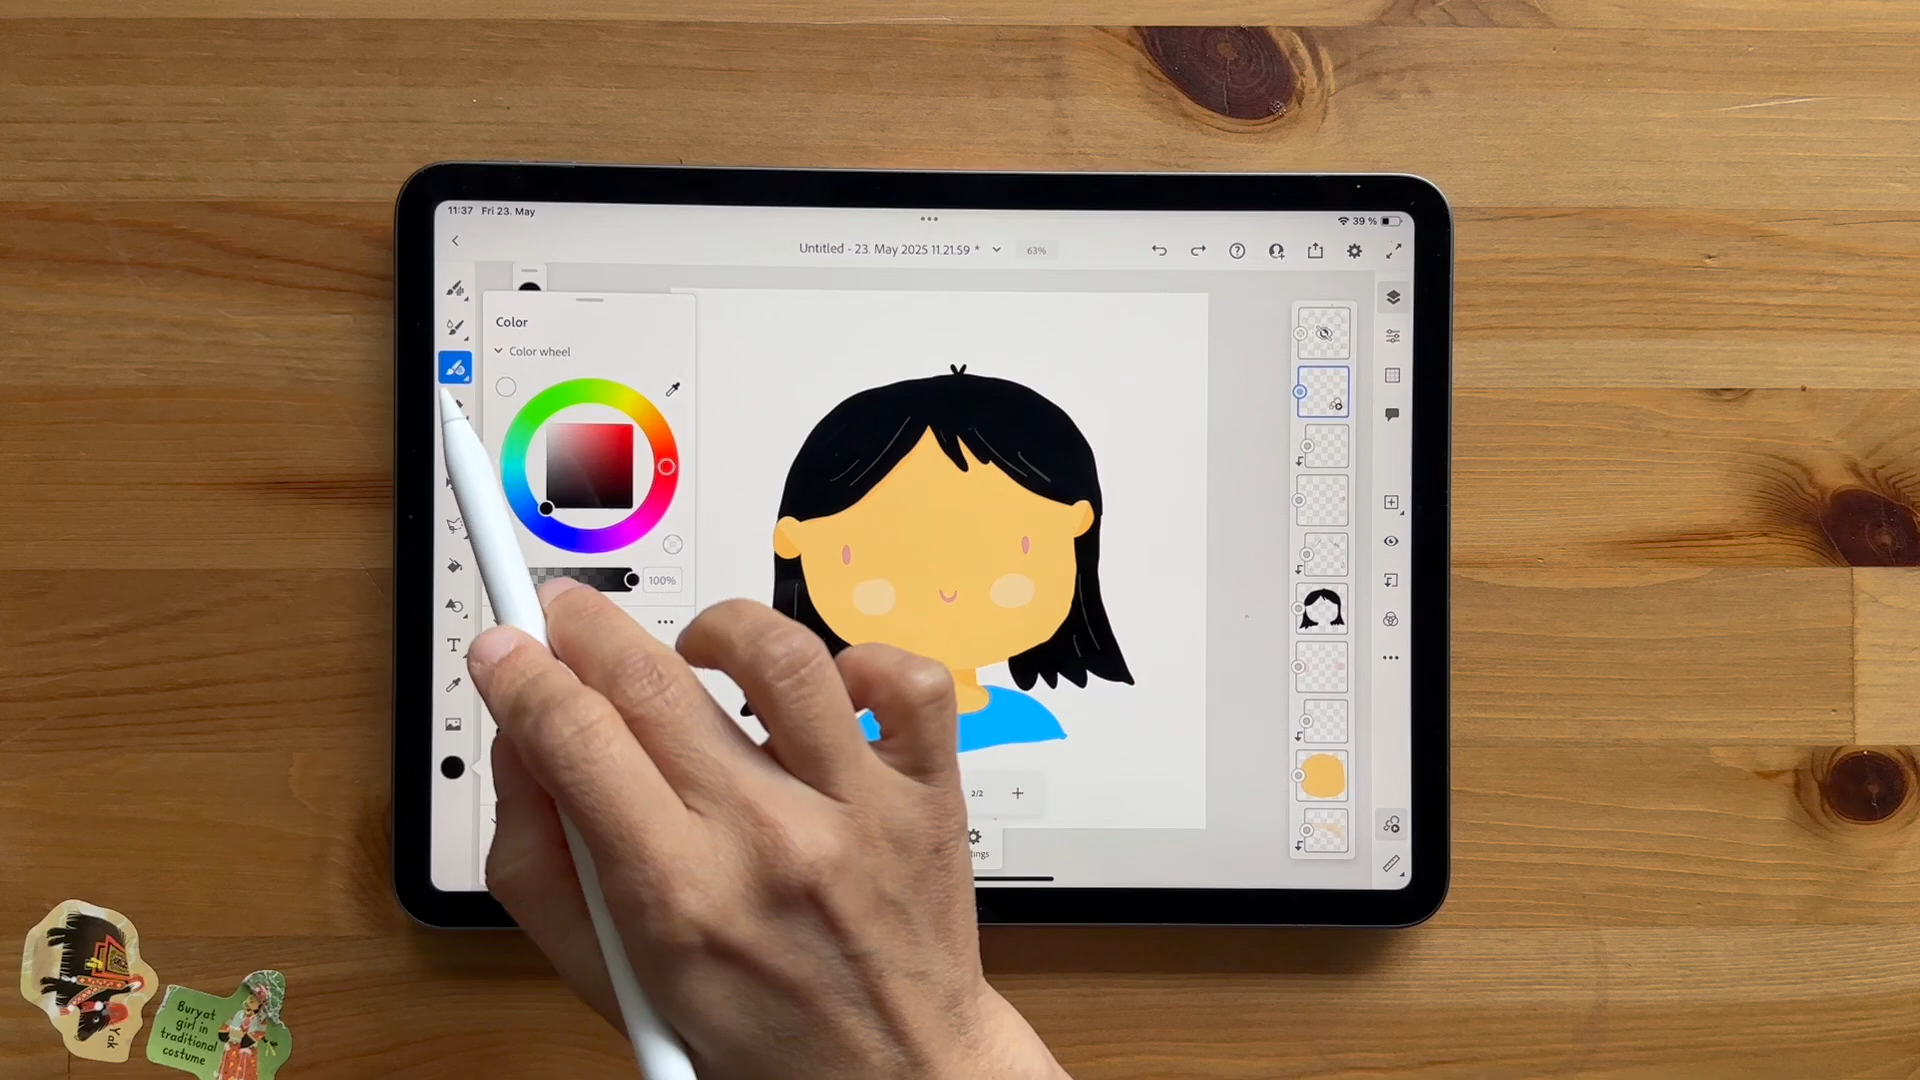 11:37 Fri 23. May
39 %
Untitled - 23. May 2025 11.21.59 *
63%
Color
Color wheel
100%
T
2/2
tings
Yak
Buryat
girl in
traditional
costume